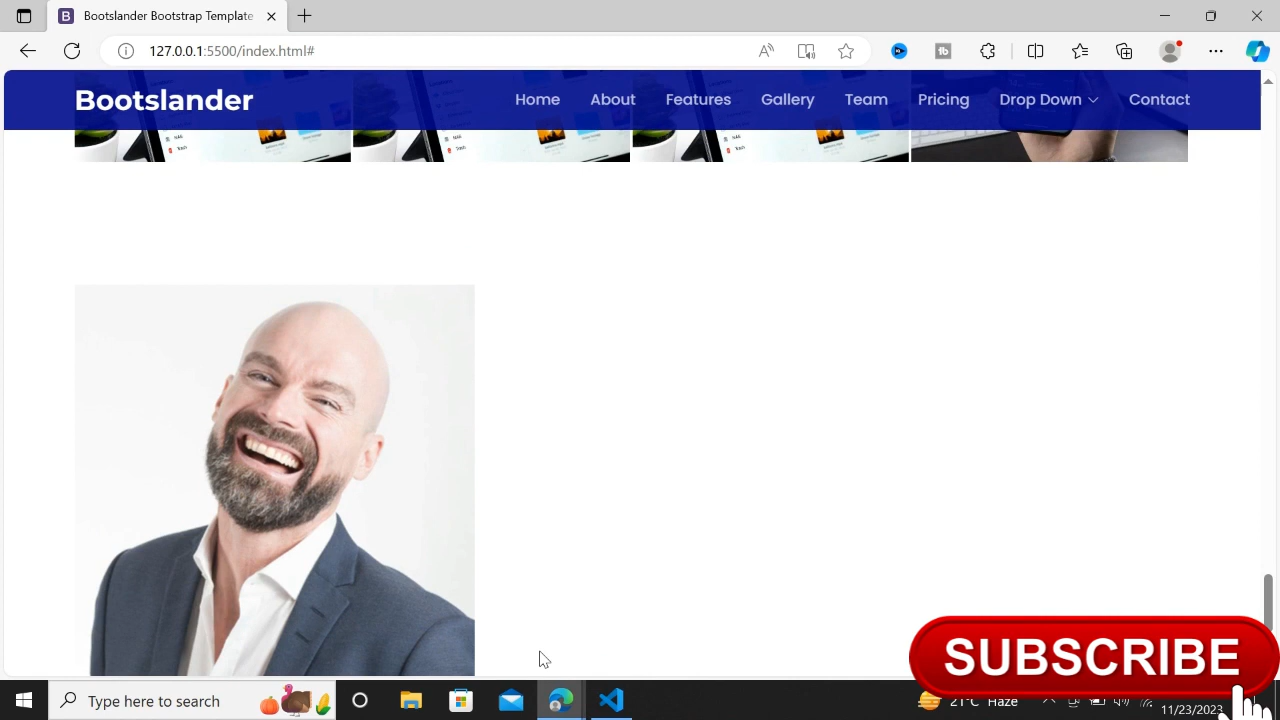 Bootslander Bootstrap Template
127.0.0.1:5500/index.html#
Bootslander
Home
About
Features
Gallery
Team
Pricing
Drop Down
Contact
SUBSCRIBE
Type here to search
21°C Haze
11/23/2023